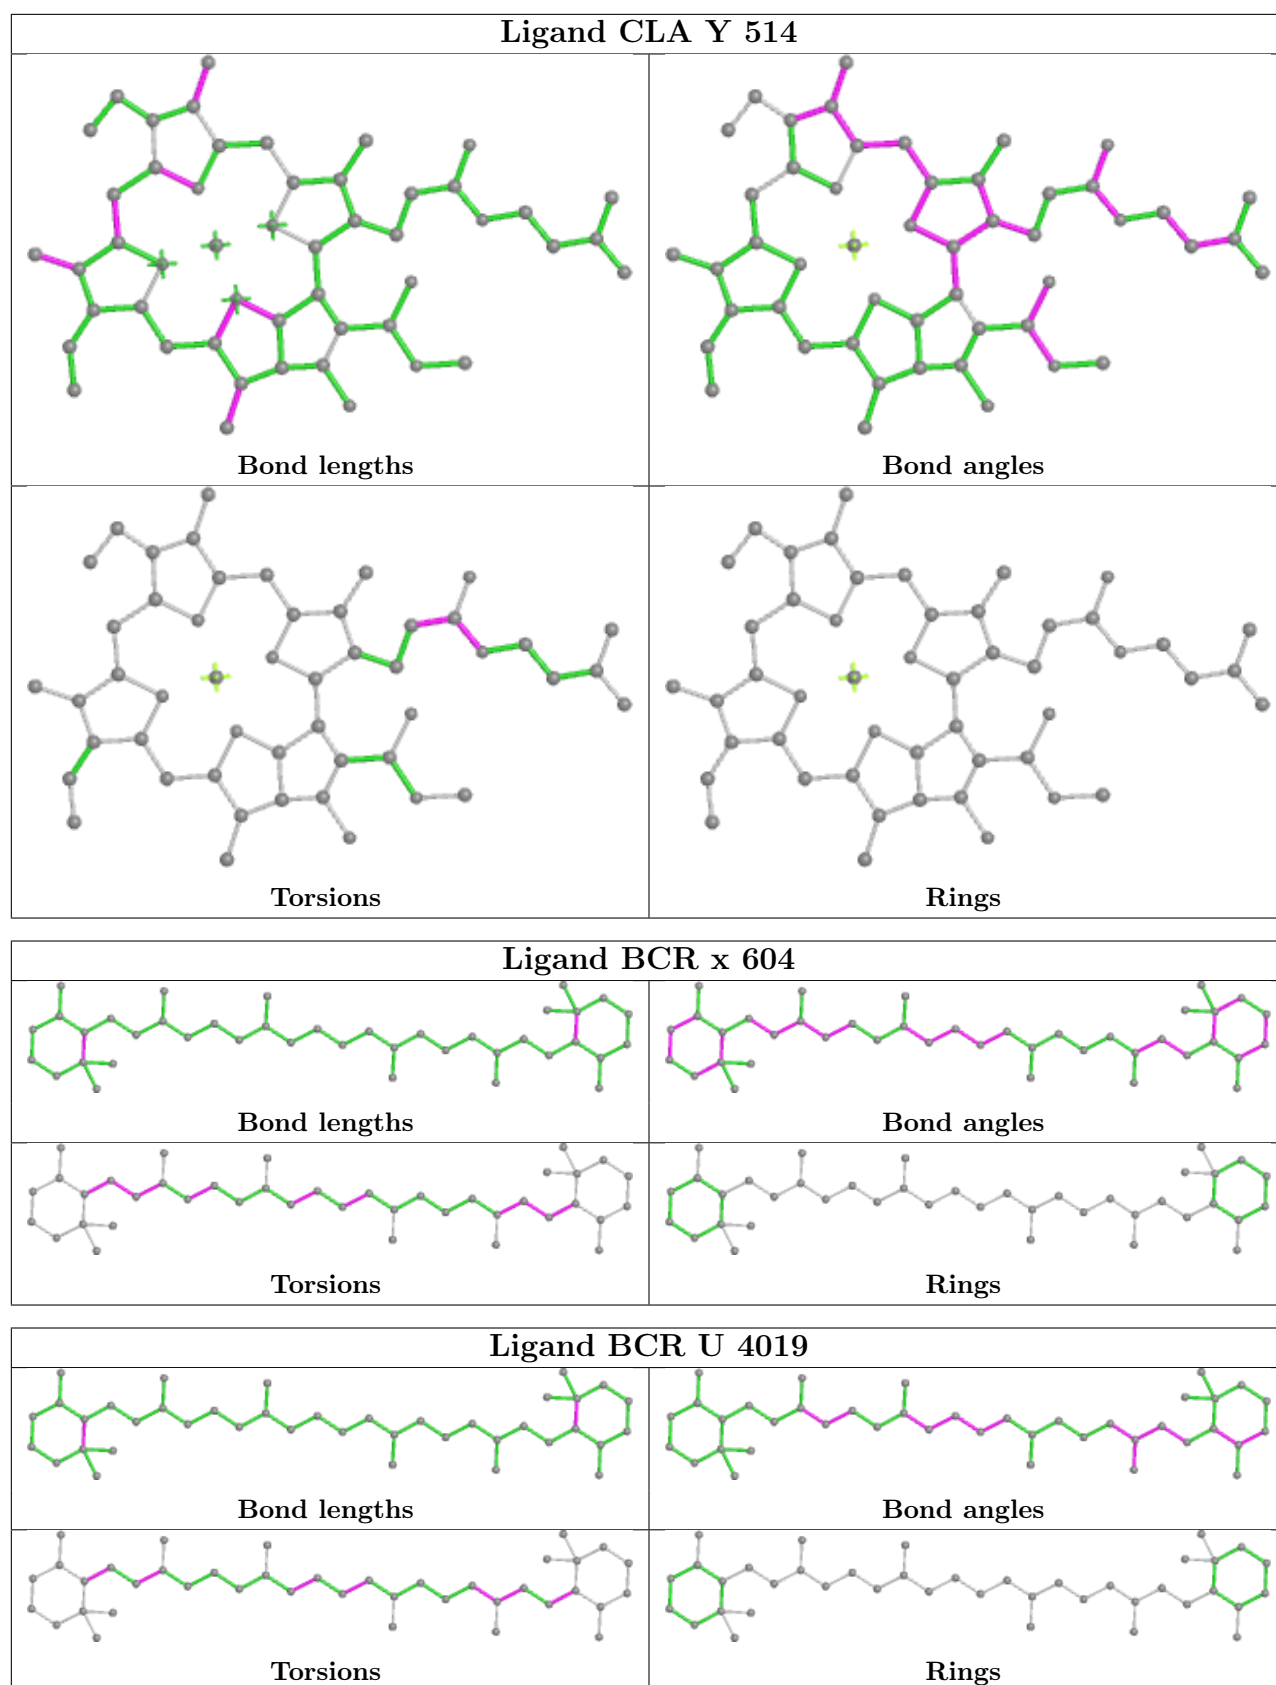 Ligand CLA Y 514
Bond lengths
Bond angles
Torsions
Rings
Ligand BCR x 604
Bond lengths
Bond angles
Torsions
Rings
Ligand BCR U 4019
Bond lengths
Bond angles
Torsions
Rings